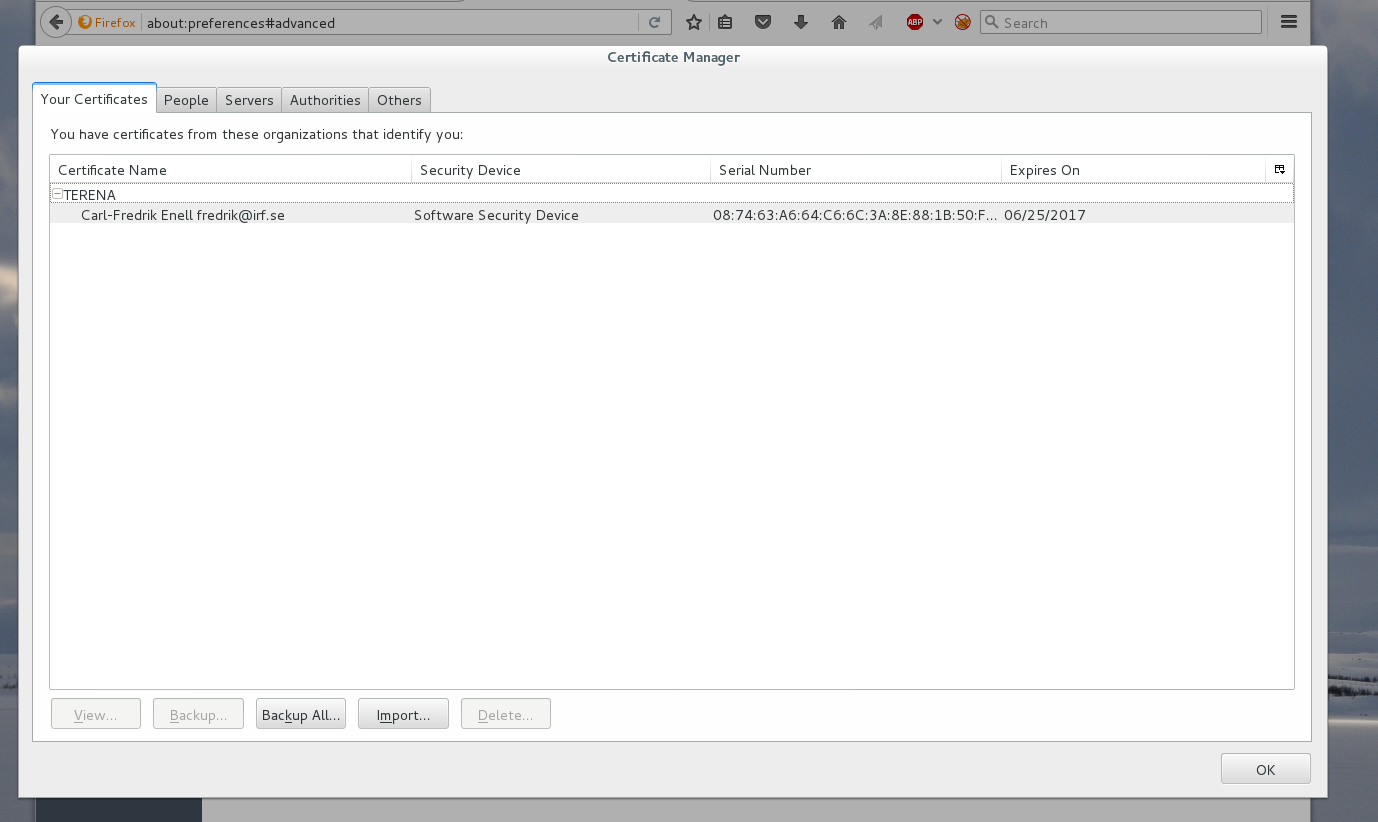 Firefox about:preferences#advanced ABP Search
Certificate Manager
Your Certificates People Servers Authorities Others
You have certificates from these organizations that identify you:
Certificate Name Security Device Serial Number Expires On
TERENA
Carl-Fredrik Enell fredrik@irf.se Software Security Device 08:74:63:A6:64:C6:6C:3A:8E:88:1B:50:F... 06/25/2017
View... Backup... Backup All... Import... Delete...
OK